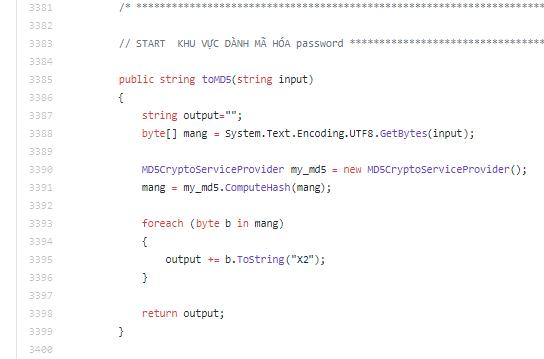 3381 /* **********************************************************************
3382
3383 // START  KHU VỰC DÀNH MÃ HÓA password *********************************
3384
3385 public string toMD5(string input)
3386 {
3387 string output="";
3388 byte[] mang = System.Text.Encoding.UTF8.GetBytes(input);
3389
3390 MD5CryptoServiceProvider my_md5 = new MD5CryptoServiceProvider();
3391 mang = my_md5.ComputeHash(mang);
3392
3393 foreach (byte b in mang)
3394 {
3395 output += b.ToString("X2");
3396 }
3397
3398 return output;
3399 }
3400